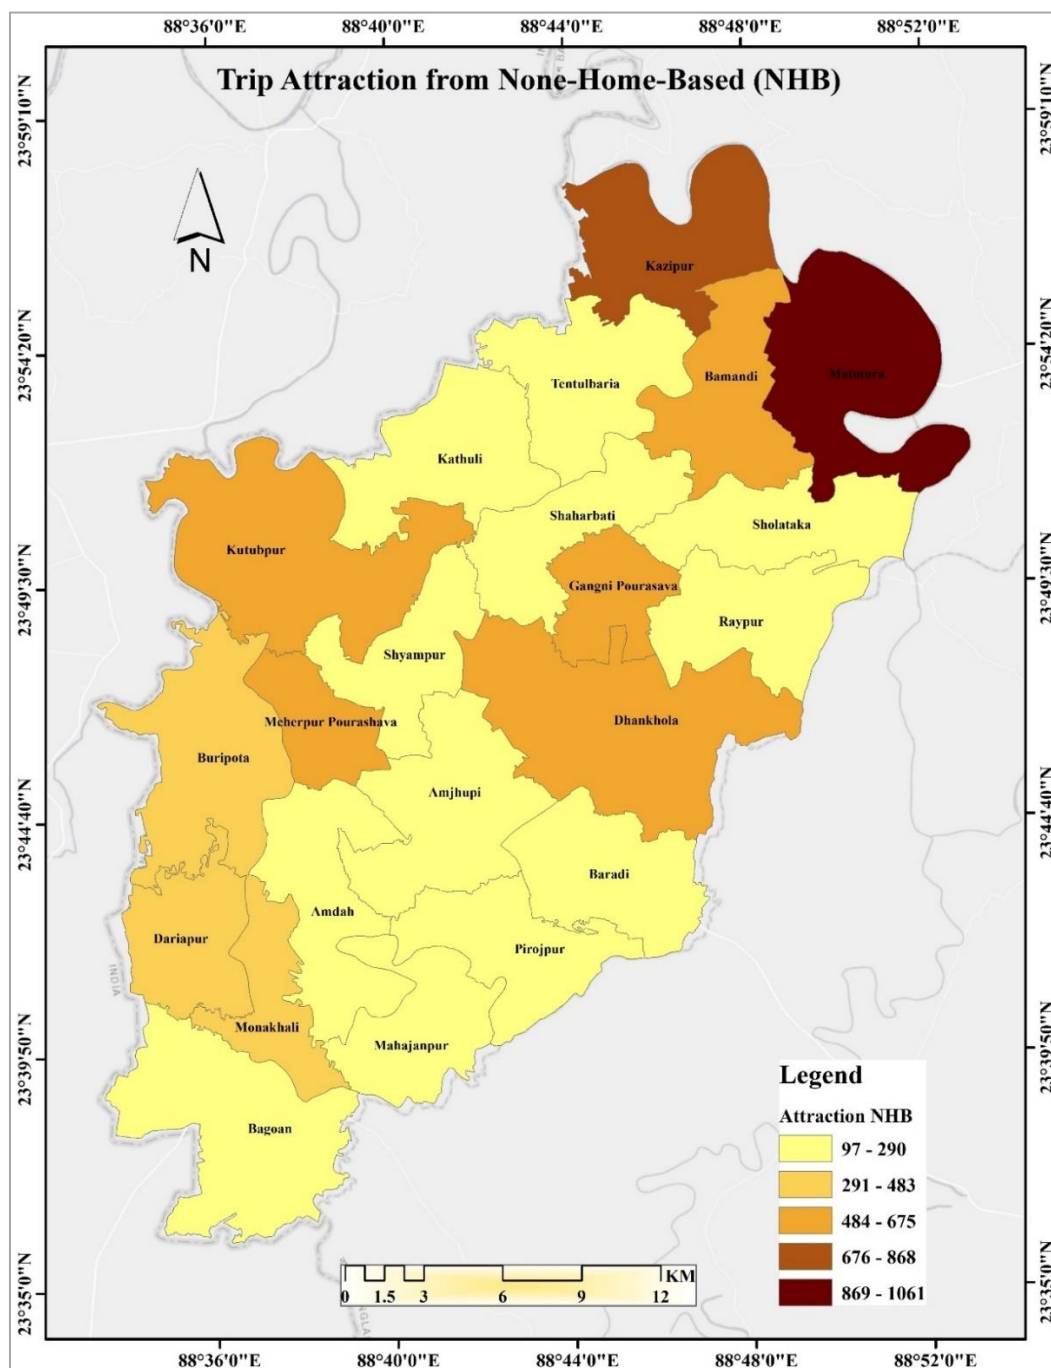 88°36'0"E 88°40'0"E 88°44'0"E 88°48'0"E 88°52'0"E
Trip Attraction from None-Home-Based (NHB)
23°59'10"N 23°59'10"N
N
Kazipur
23°54'20"N 23°54'20"N
Tentulbaria Bamandi
Kathuli
Shaharbati Sholataka
Kutubpur
23°49'30"N 23°49'30"N
Gangni Pourasava
Raypur
Shyampur
Meherpur Pourashava Dhankhola
Buripota
Amjhupi
23°44'40"N 23°44'40"N
Baradi
Amdah
Dariapur
Pirojpur
INDIA
Monakhali
Mahajanpur
23°39'50"N 23°39'50"N
Bagoan
Legend
Attraction NHB
97 - 290
291 - 483
484 - 675
676 - 868
869 - 1061
KM
0 1.5 3 6 9 12
23°35'0"N 23°35'0"N
88°36'0"E 88°40'0"E 88°44'0"E 88°48'0"E 88°52'0"E